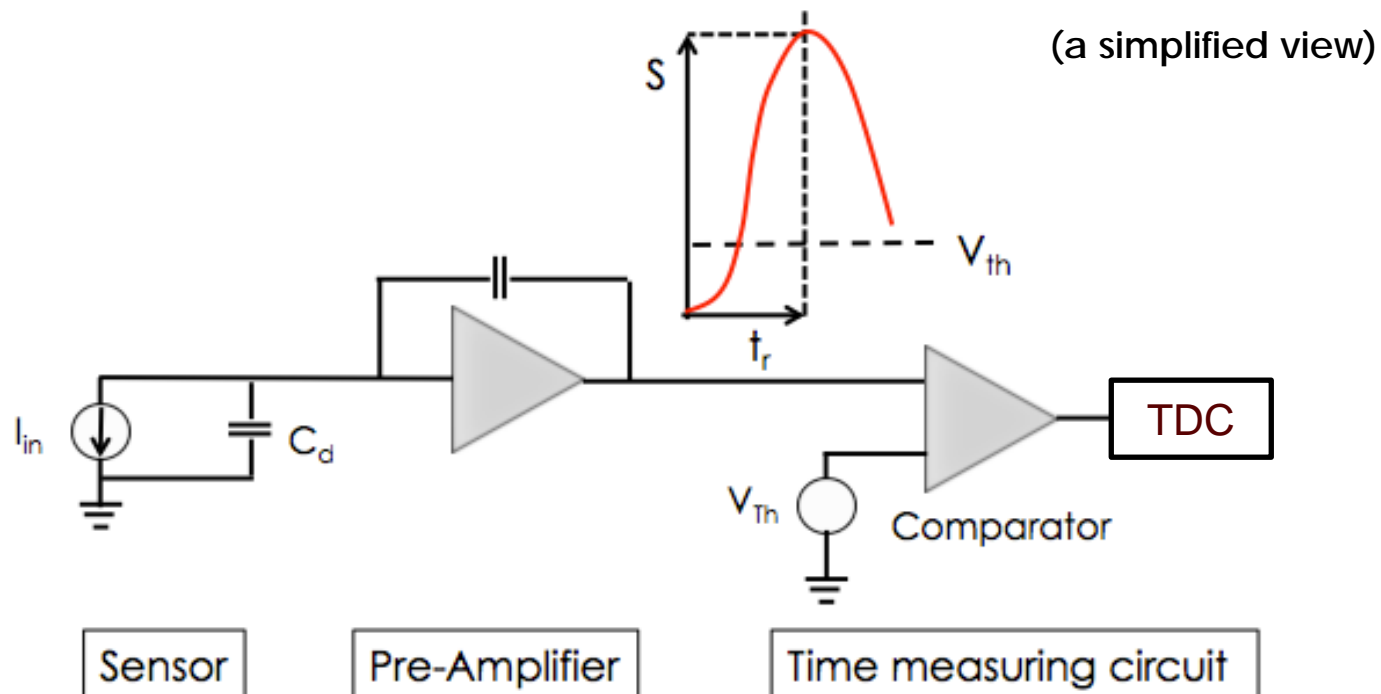 (a simplified view)
S
V_th
t_r
I_in
C_d
TDC
V_Th
Comparator
Sensor
Pre-Amplifier
Time measuring circuit